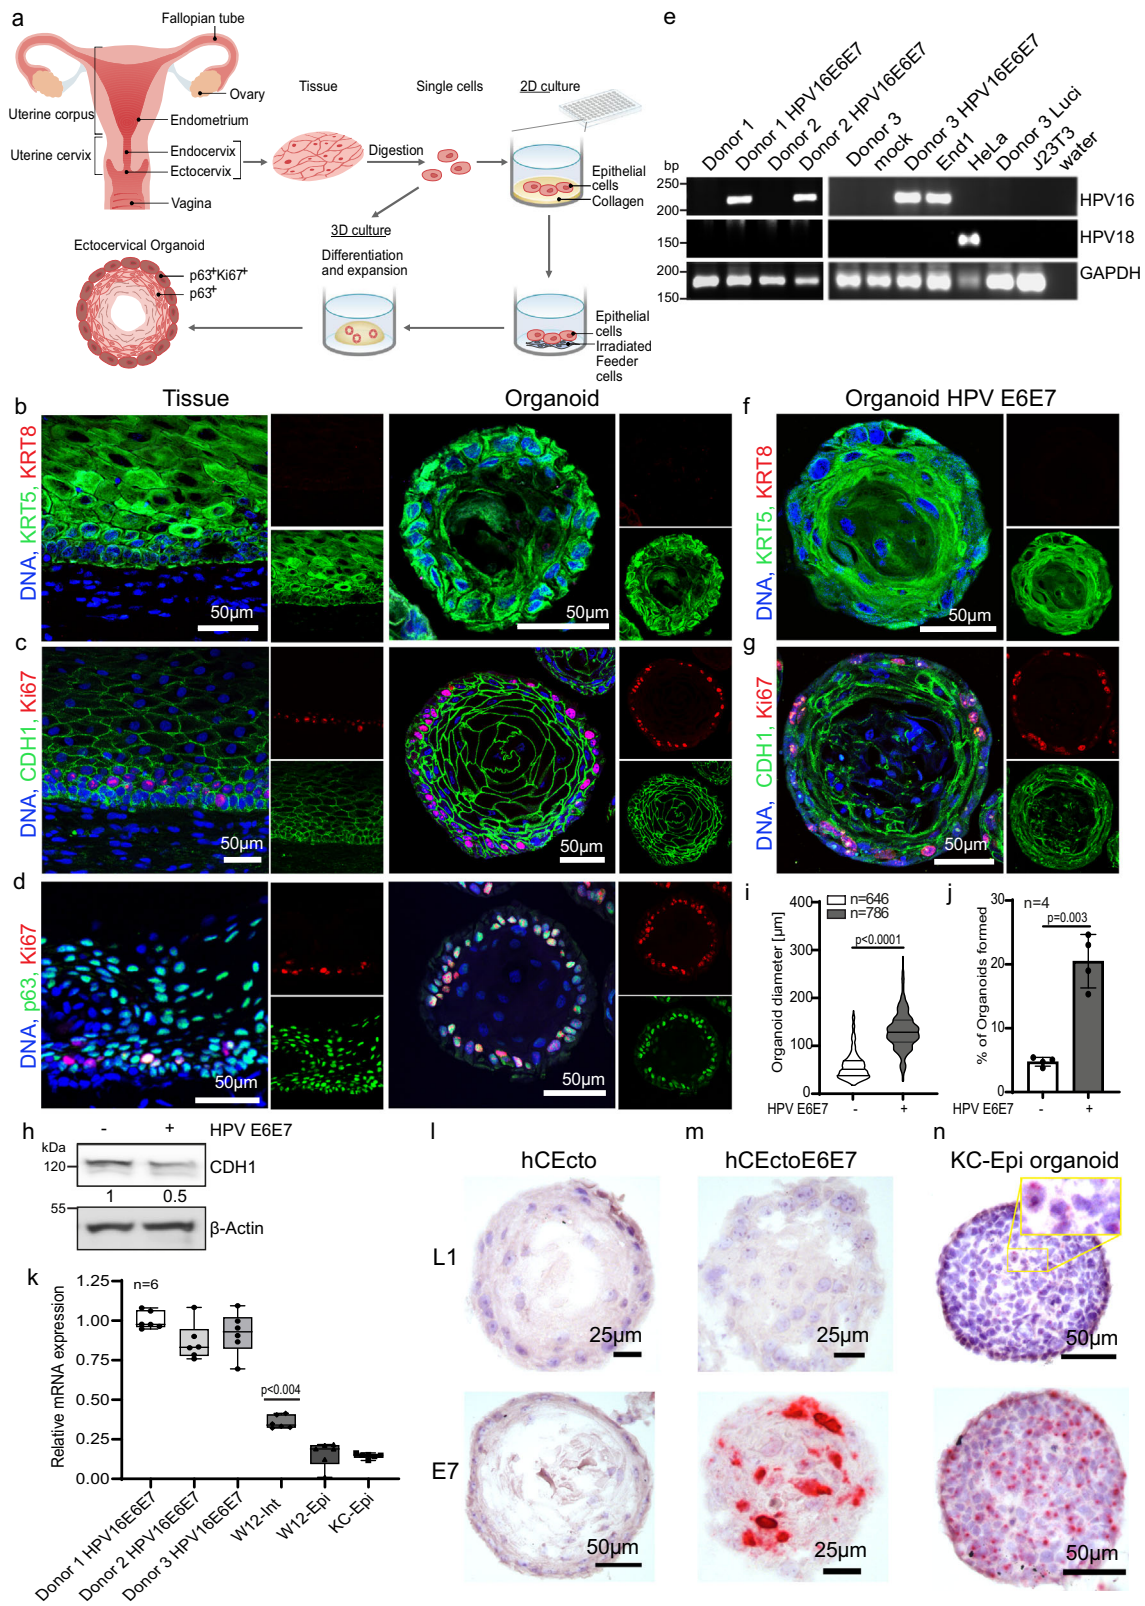 a
Fallopian tube
Uterine corpus
Ovary
Endometrium
Uterine cervix
Endocervix
Ectocervix
Vagina
Tissue
Digestion
Single cells
2D culture
Epithelial
cells
Collagen
3D culture
Differentiation
and expansion
Epithelial
cells
Irradiated
Feeder
cells
Ectocervical Organoid
p63+Ki67+
p63+
e
Donor 1
Donor 1 HPV16E6E7
Donor 2
Donor 2 HPV16E6E7
Donor 3
mock
Donor 3 HPV16E6E7
End1
HeLa
Donor 3 Luci
J23T3
water
bp
250
200
HPV16
150
HPV18
200
150
GAPDH
Tissue
Organoid
Organoid HPV E6E7
b
DNA, KRT5, KRT8
50µm
50µm
f
DNA, KRT5, KRT8
50µm
c
DNA, CDH1, Ki67
50µm
50µm
g
DNA, CDH1, Ki67
50µm
d
DNA, p63, Ki67
50µm
50µm
i
n=646
n=786
p<0.0001
Organoid diameter [µm]
400
300
200
100
0
HPV E6E7
-
+
j
n=4
p=0.003
% of Organoids formed
30
20
10
0
HPV E6E7
-
+
h
-
+
HPV E6E7
kDa
120
CDH1
1
0.5
55
β-Actin
k
n=6
Relative mRNA expression
1.25
1.00
0.75
0.50
0.25
0.00
p<0.004
Donor 1 HPV16E6E7
Donor 2 HPV16E6E7
Donor 3 HPV16E6E7
W12-Int
W12-Epi
KC-Epi
l
m
n
hCEcto
hCEctoE6E7
KC-Epi organoid
L1
25µm
25µm
50µm
E7
50µm
25µm
50µm